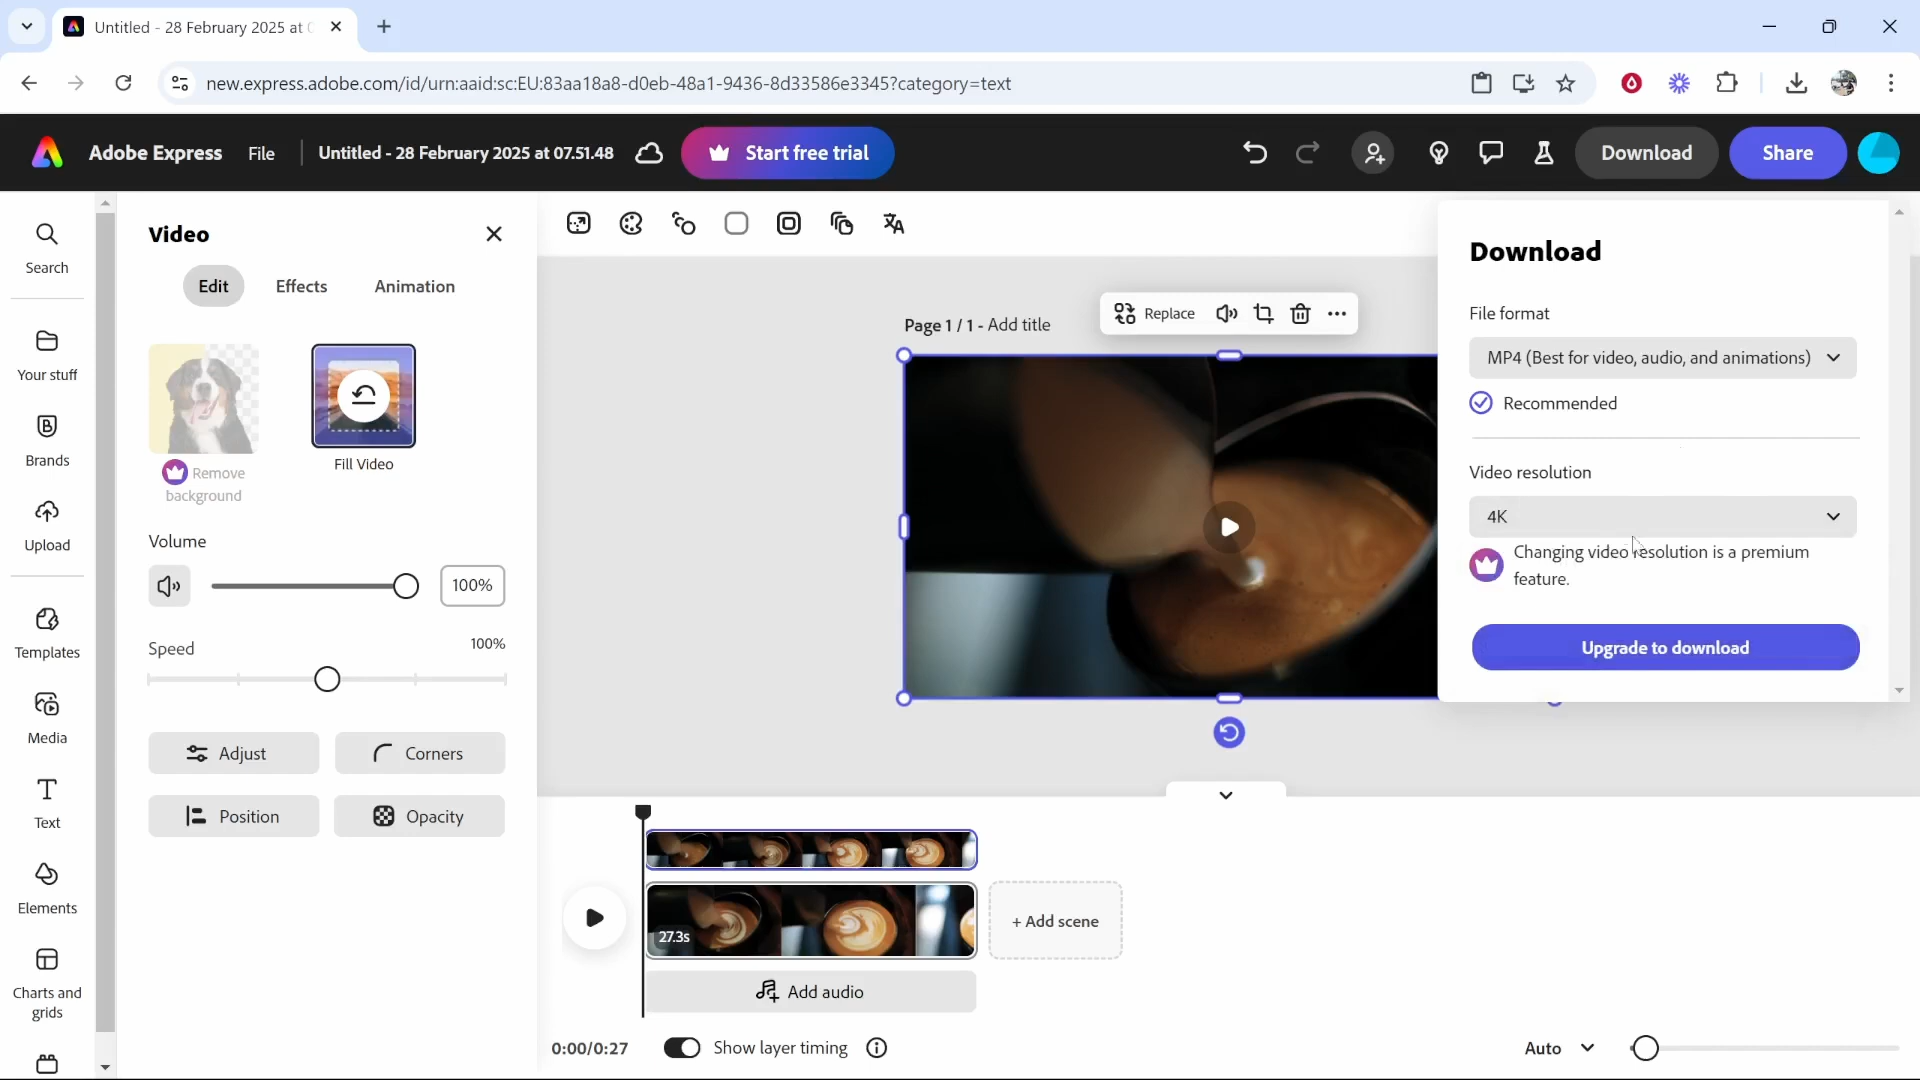 Untitled - 28 February 2025 at
new.express.adobe.com/id/urn:aaid:sc:EU:83aa18a8-d0eb-48a1-9436-8d33586e3345?category=text
Adobe Express
File
Untitled - 28 February 2025 at 07.51.48
Start free trial
Download
Share
Search
Your stuff
Brands
Upload
Templates
Media
Text
Elements
Charts and
grids
Video
Edit
Effects
Animation
Remove
background
Fill Video
Volume
100%
Speed
100%
Adjust
Corners
Position
Opacity
Page 1 / 1 - Add title
Replace
Download
File format
MP4 (Best for video, audio, and animations)
Recommended
Video resolution
4K
Changing video resolution is a premium
feature.
Upgrade to download
27.3s
+ Add scene
Add audio
0:00/0:27
Show layer timing
Auto